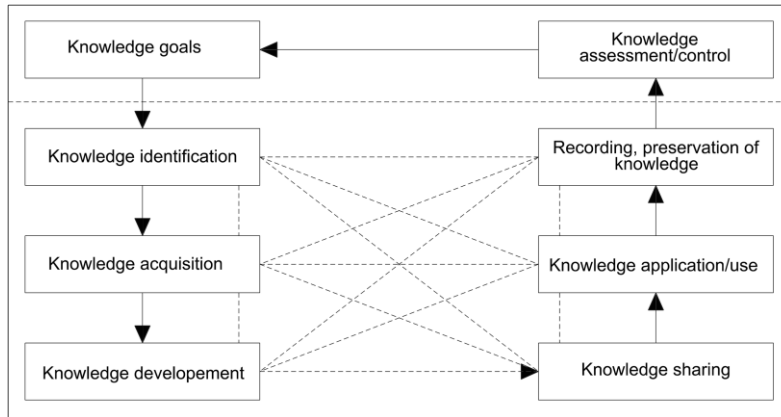 Knowledge goals
Knowledge
assessment/control
Knowledge identification
Recording, preservation of
knowledge
Knowledge acquisition
Knowledge application/use
Knowledge developement
Knowledge sharing